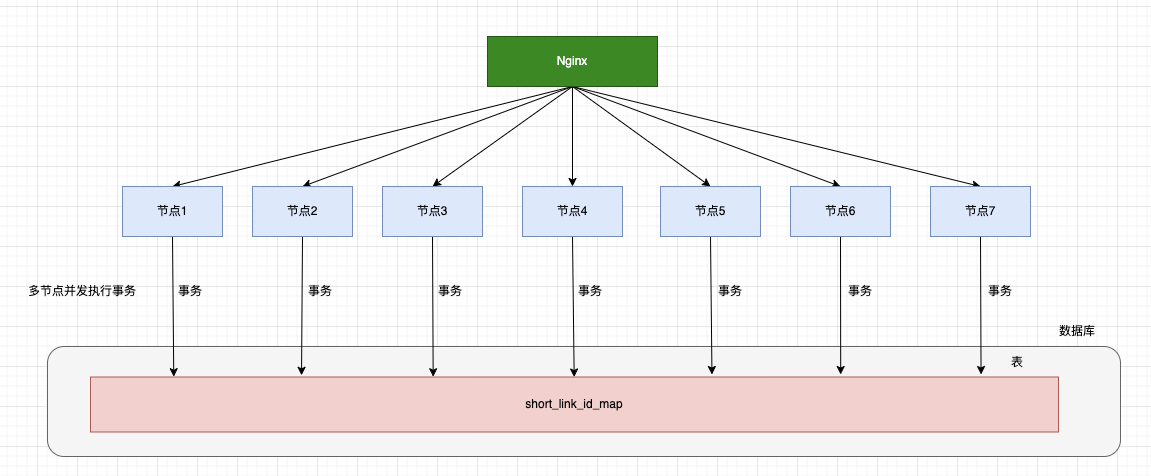 Nginx
节点1
节点2
节点3
节点4
节点5
节点6
节点7
多节点并发执行事务
事务
事务
事务
事务
事务
事务
事务
数据库
表
short_link_id_map